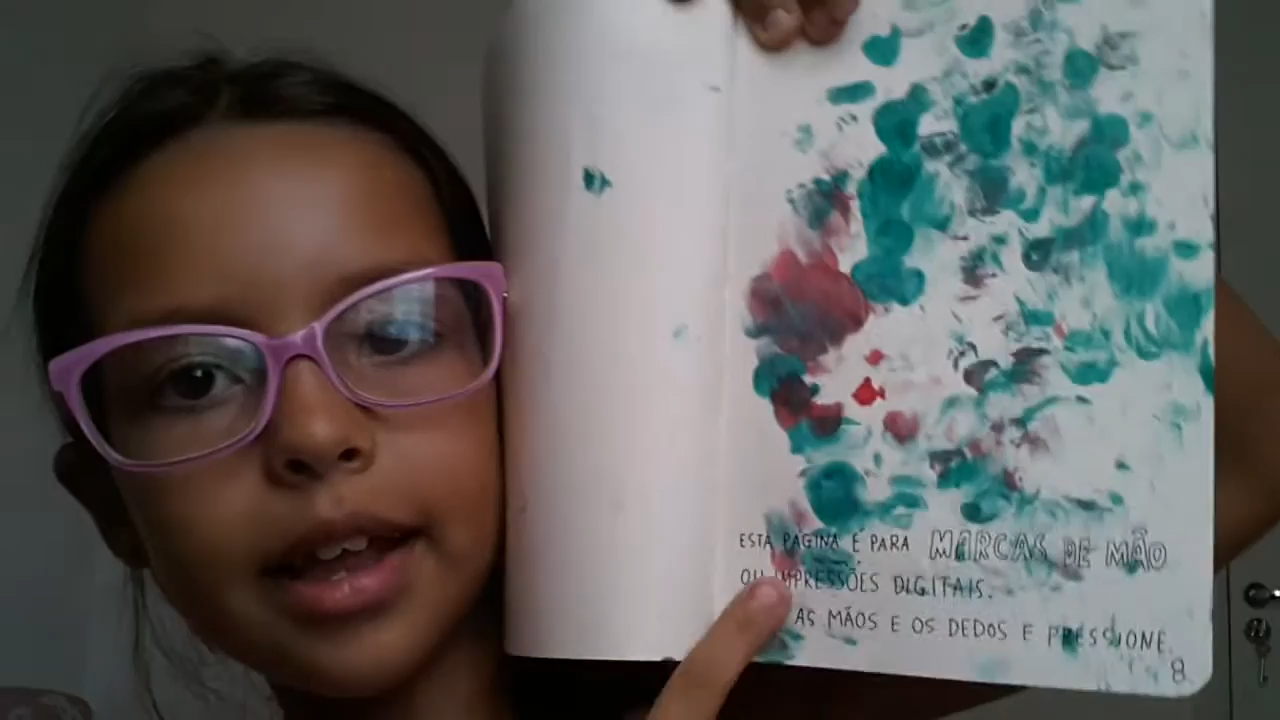 ESTA PÁGINA É PARA MARCAS DE MÃO
OU IMPRESSÕES DIGITAIS.
AS MÃOS E OS DEDOS E PRESSIONE.
8